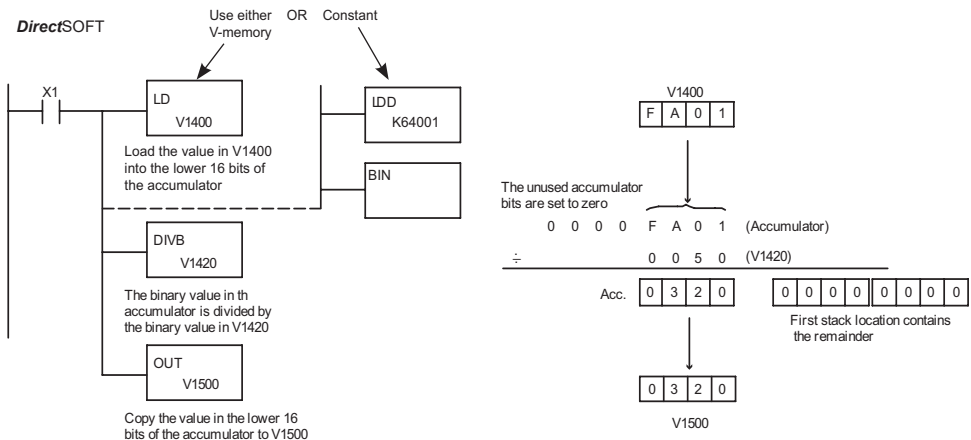 DirectSOFT
Use either OR Constant
V-memory
X1
LD
V1400
Load the value in V1400
into the lower 16 bits of
the accumulator
LDD
K64001
BIN
DIVB
V1420
The binary value in th
accumulator is divided by
the binary value in V1420
OUT
V1500
Copy the value in the lower 16
bits of the accumulator to V1500
V1400
F A 0 1
The unused accumulator
bits are set to zero
0 0 0 0 F A 0 1 (Accumulator)
÷ 0 0 5 0 (V1420)
Acc. 0 3 2 0 0 0 0 0 0 0 0 0
First stack location contains
the remainder
0 3 2 0
V1500